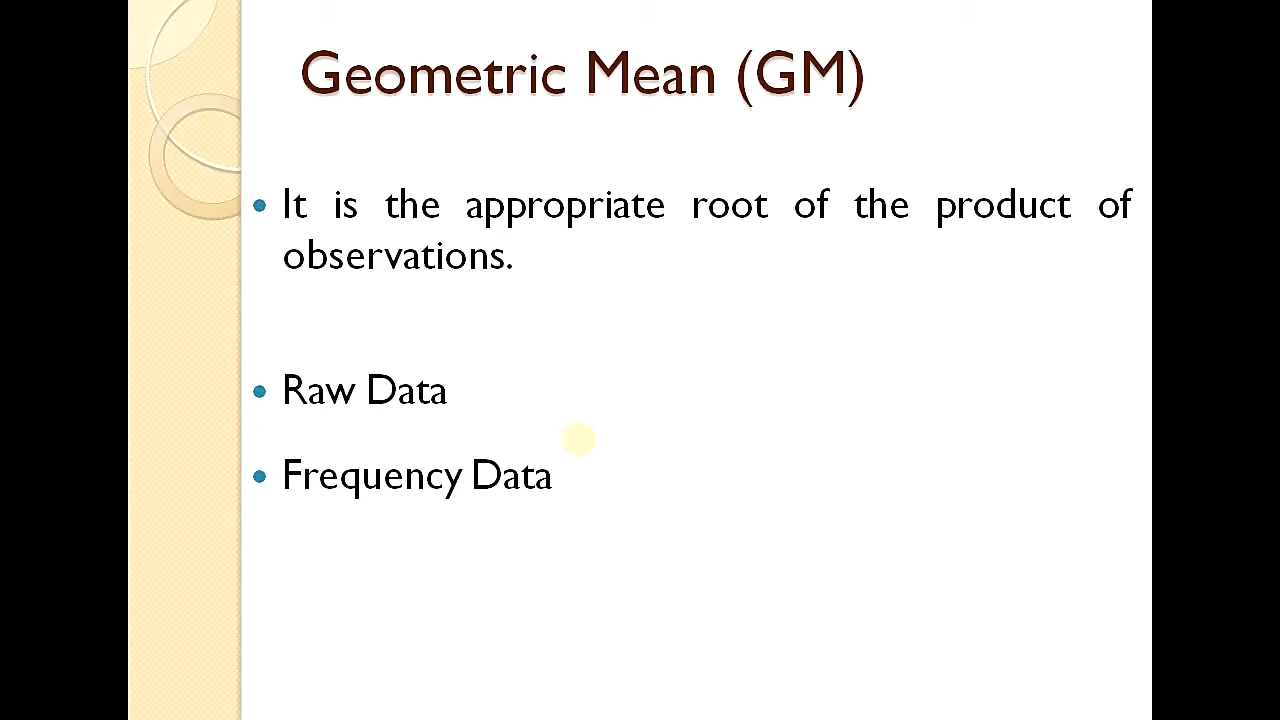 Geometric Mean (GM)
• It is the appropriate root of the product of
observations.
• Raw Data
• Frequency Data